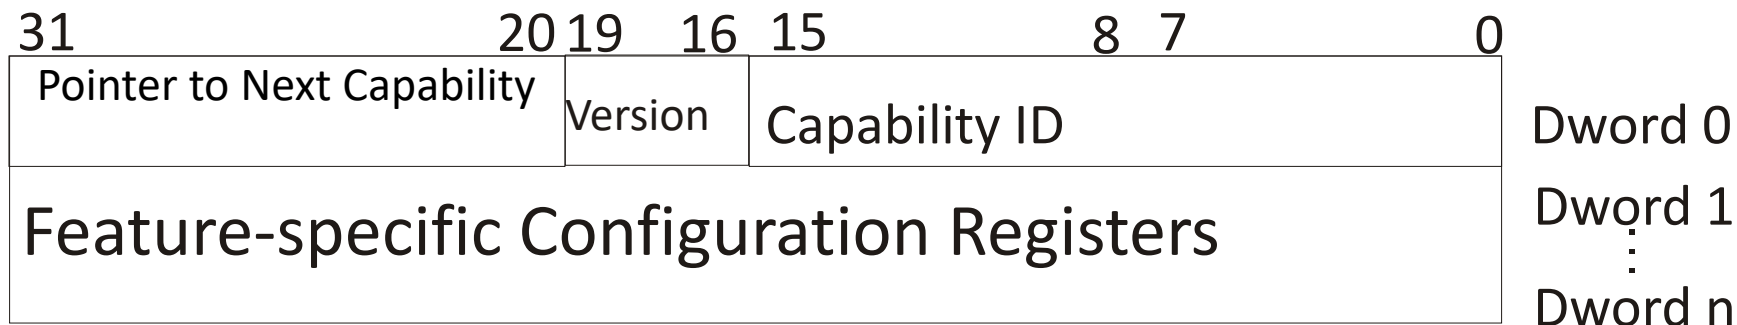 31 20 19 16 15 8 7 0
Pointer to Next Capability
Version
Capability ID
Dword 0
Feature-specific Configuration Registers
Dword 1
Dword n